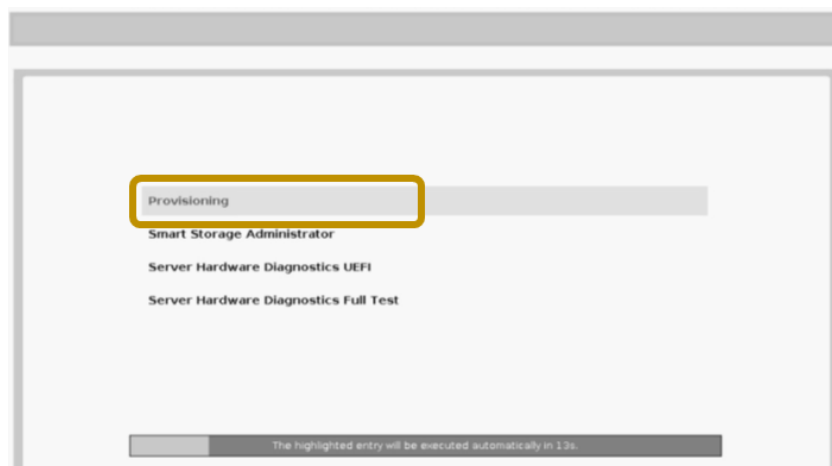 Provisioning
Smart Storage Administrator
Server Hardware Diagnostics UEFI
Server Hardware Diagnostics Full Test
The highlighted entry will be executed automatically in 13s.